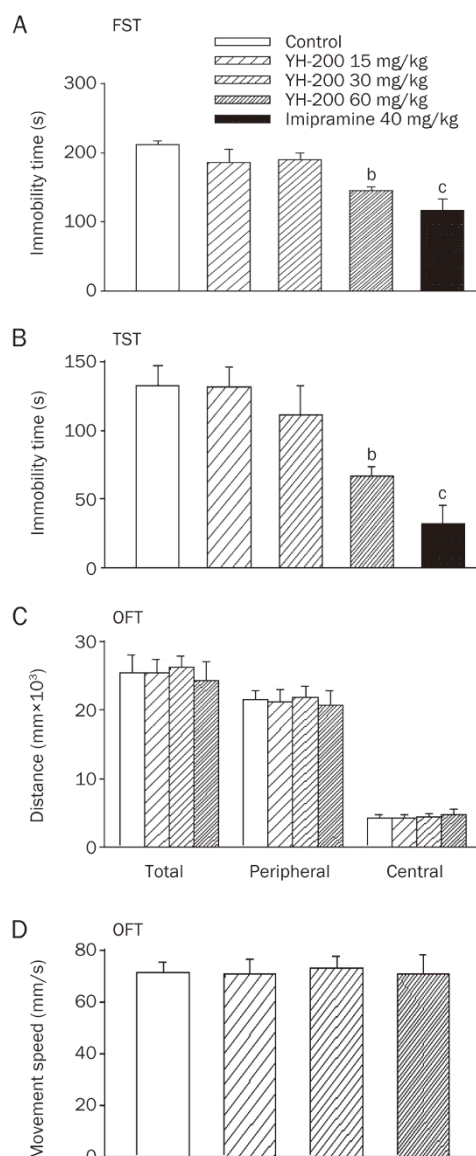 A
FST
Control
YH-200 15 mg/kg
YH-200 30 mg/kg
YH-200 60 mg/kg
Imipramine 40 mg/kg
Immobility time (s)
300
200
100
0
b
c
B
TST
Immobility time (s)
150
100
50
0
b
c
C
OFT
Distance (mm×10³)
30
20
10
0
Total
Peripheral
Central
D
OFT
Movement speed (mm/s)
80
60
40
20
0